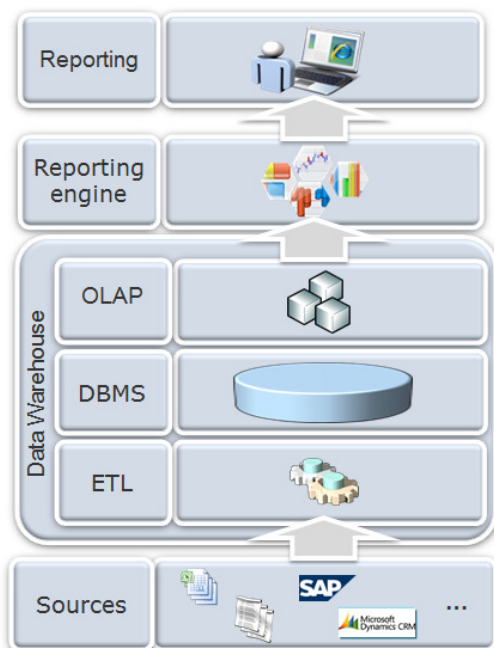 Reporting
Reporting
engine
Data Warehouse
OLAP
DBMS
ETL
Sources
SAP
Microsoft
Dynamics CRM
...